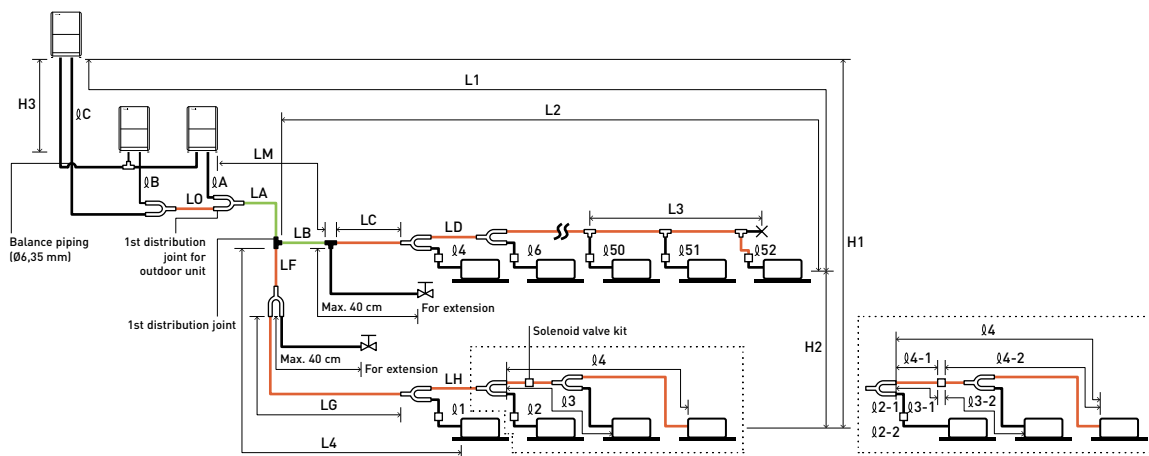 L1
H3
ℓC
L2
LM
ℓB
ℓA
LO
LA
L3
LB
LC
LD
H1
ℓ4
ℓ6
ℓ50
ℓ51
ℓ52
Balance piping
(Ø6,35 mm)
1st distribution
joint for
outdoor unit
LF
1st distribution joint
Max. 40 cm
For extension
H2
Max. 40 cm
For extension
Solenoid valve kit
ℓ4
LG
LH
ℓ1
ℓ2
ℓ3
L4
ℓ4
ℓ4-1
ℓ4-2
ℓ2-1
ℓ3-1
ℓ3-2
ℓ2-2